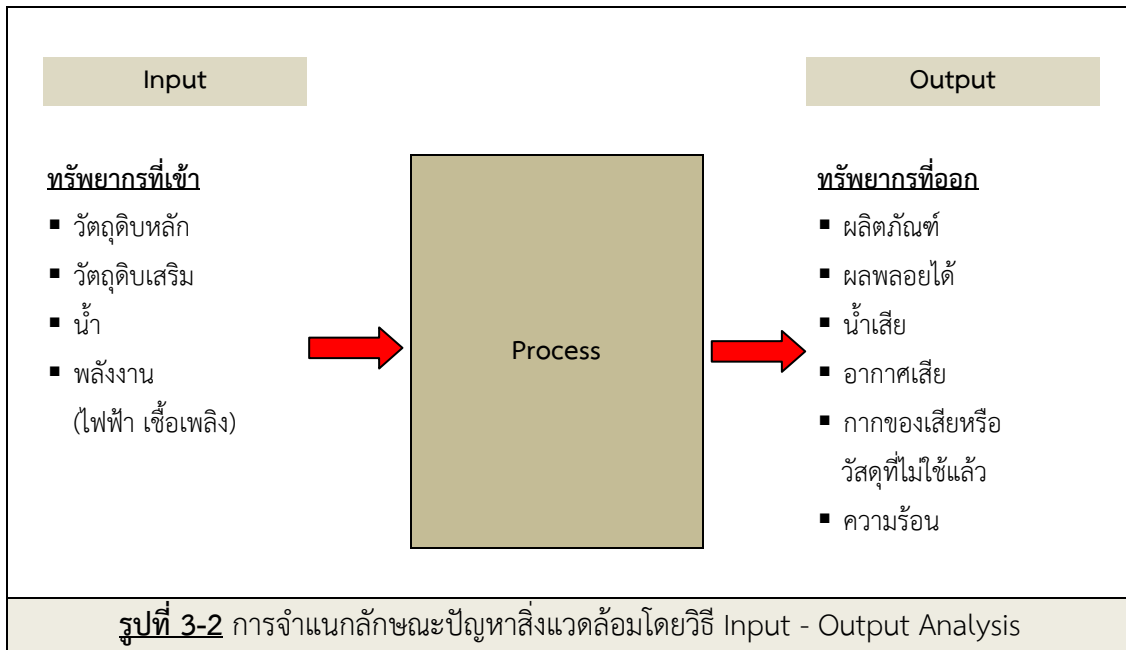 Input
ทรัพยากรที่เข้า
▪ วัตถุดิบหลัก
▪ วัตถุดิบเสริม
▪ น้ำ
▪ พลังงาน
(ไฟฟ้า เชื้อเพลิง)
Process
Output
ทรัพยากรที่ออก
▪ ผลิตภัณฑ์
▪ ผลพลอยได้
▪ น้ำเสีย
▪ อากาศเสีย
▪ กากของเสียหรือ
วัสดุที่ไม่ใช้แล้ว
▪ ความร้อน
รูปที่ 3-2 การจำแนกลักษณะปัญหาสิ่งแวดล้อมโดยวิธี Input - Output Analysis